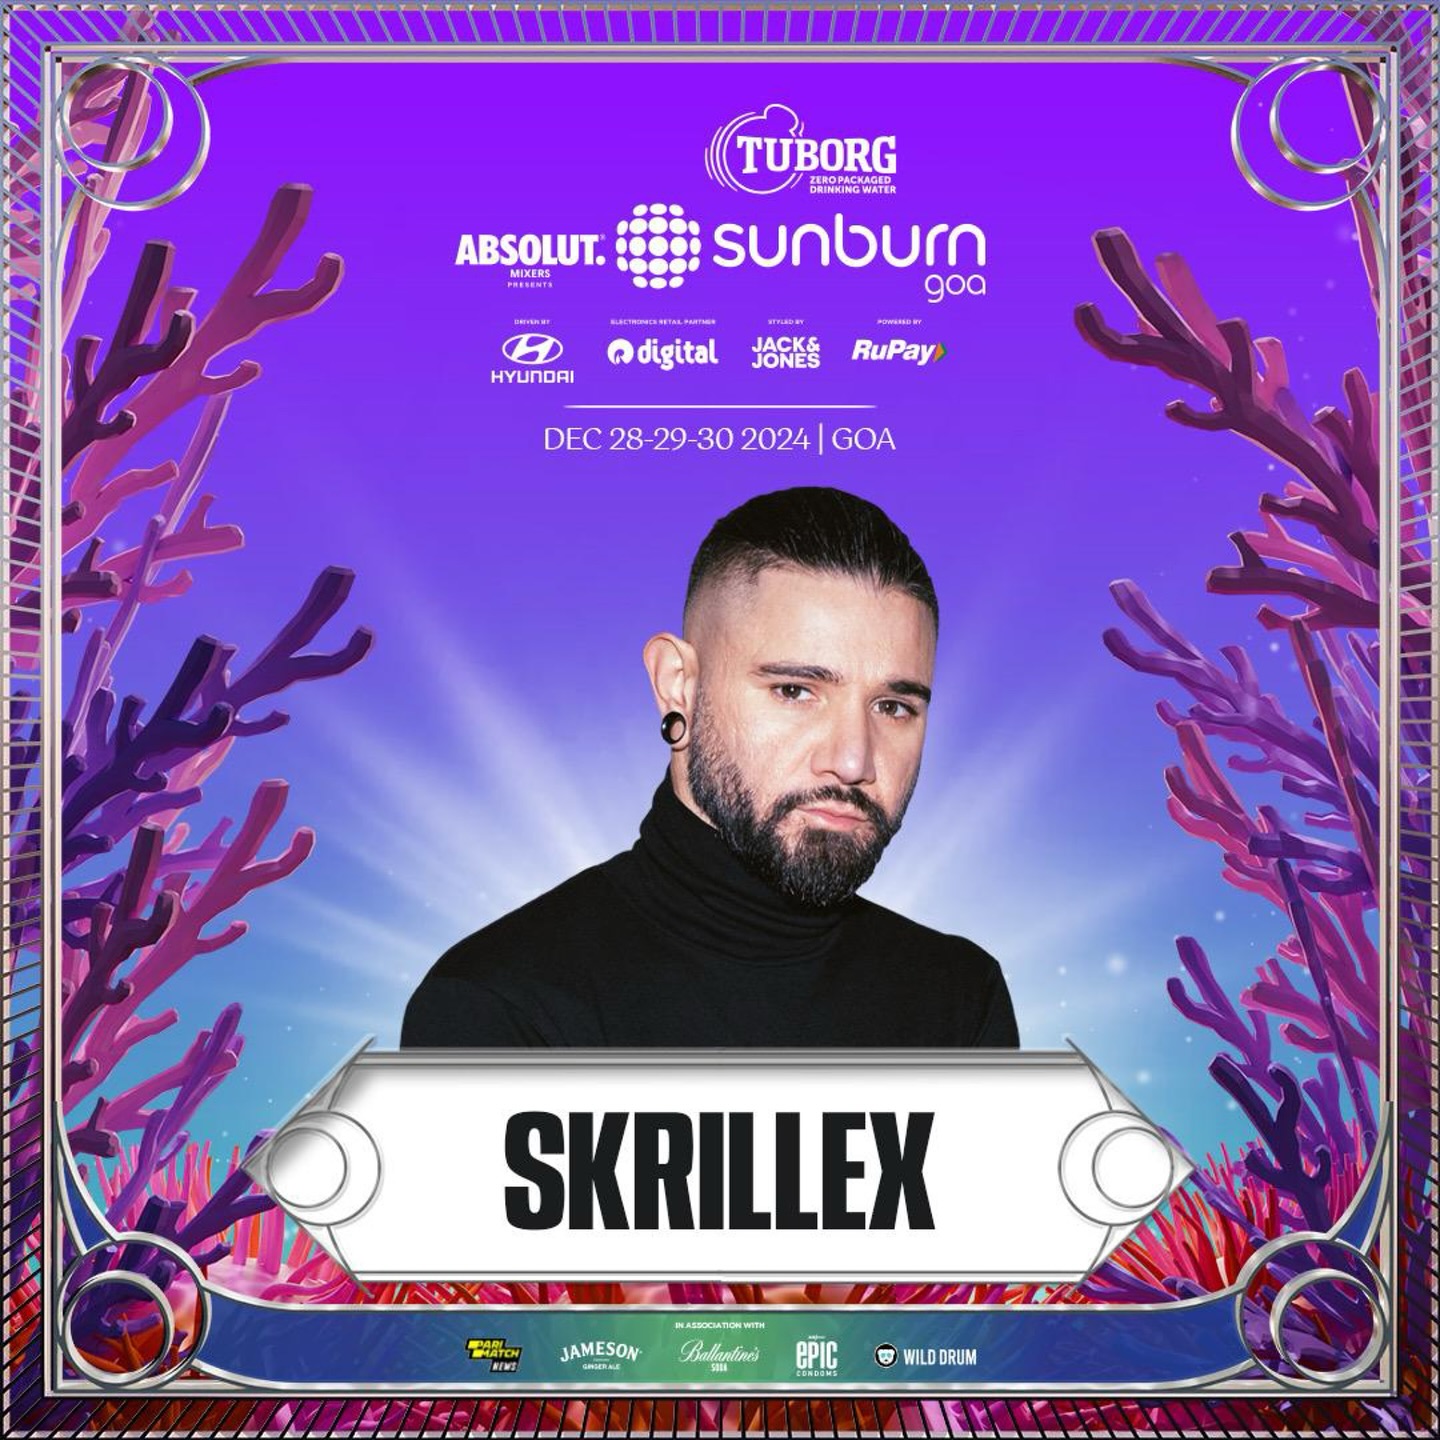 TUBORG
ZERO PACKAGED
DRINKING WATER
ABSOLUT.
MIXERS
PRESENTS
sunburn
goa
DRIVEN BY
HYUNDAI
ELECTRONICS RETAIL PARTNER
digital
STYLED BY
JACK&
JONES
POWERED BY
RuPay
DEC 28-29-30 2024 | GOA
SKRILLEX
IN ASSOCIATION WITH
PARI
MATCH
NEWS
JAMESON
GINGER ALE
Ballantine's
SODA
EPIC
CONDOMS
WILD DRUM